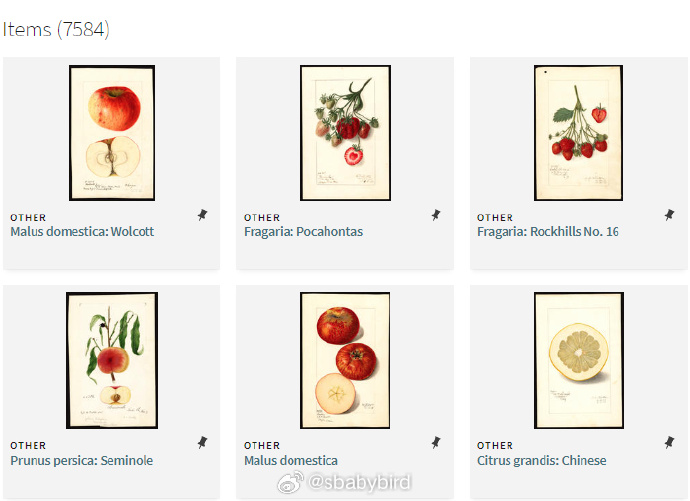 Items (7584)
OTHER
Malus domestica: Wolcott
OTHER
Fragaria: Pocahontas
OTHER
Fragaria: Rockhills No. 16
OTHER
Prunus persica: Seminole
OTHER
Malus domestica
OTHER
Citrus grandis: Chinese
@sbabybird